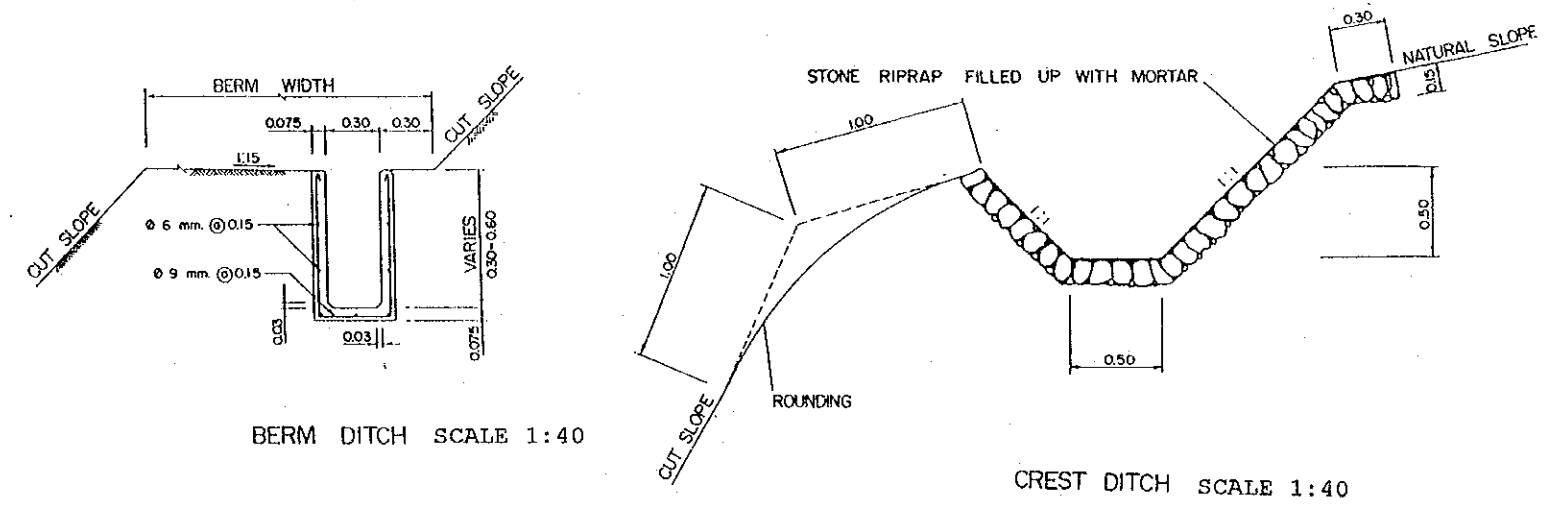 BERM WIDTH
0.075 0.30 0.30
CUT SLOPE
1:15
CUT SLOPE
Ø 6 mm. @ 0.15
Ø 9 mm. @ 0.15
VARIES
0.30-0.60
0.03
0.03
0.075
BERM DITCH SCALE 1:40
0.30
NATURAL SLOPE
0.15
STONE RIPRAP FILLED UP WITH MORTAR
1.00
1:1
1:1
0.50
1.00
0.50
ROUNDING
CUT SLOPE
CREST DITCH SCALE 1:40